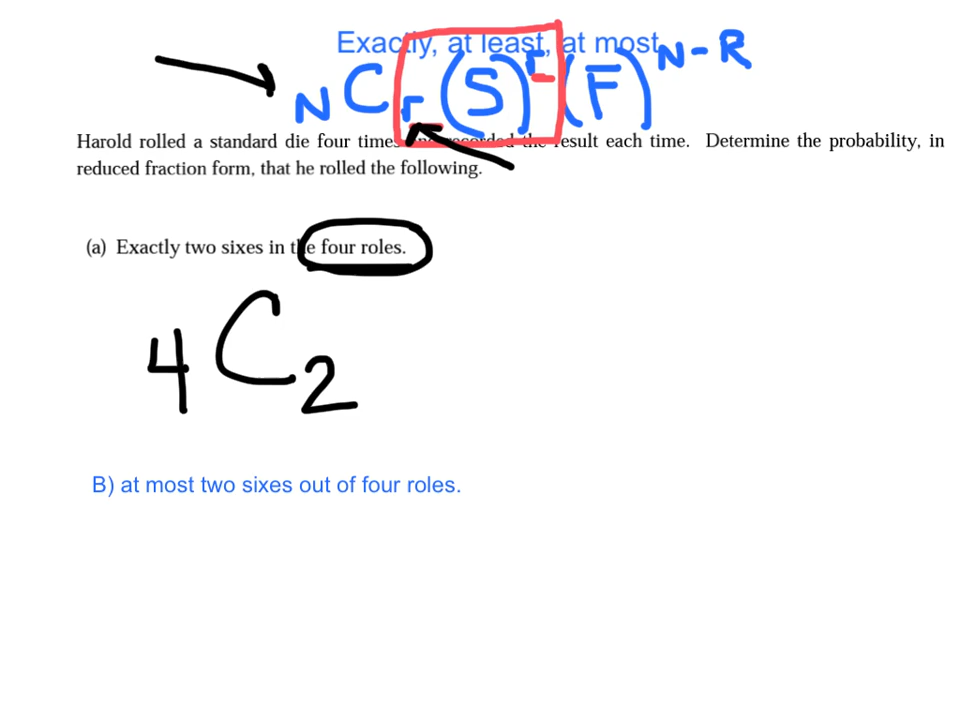 Exactly, at least, at most
N C r (S)^r (F)^N-R
Harold rolled a standard die four times and recorded the result each time. Determine the probability, in
reduced fraction form, that he rolled the following.
(a) Exactly two sixes in the four roles.
4 C 2
B) at most two sixes out of four roles.